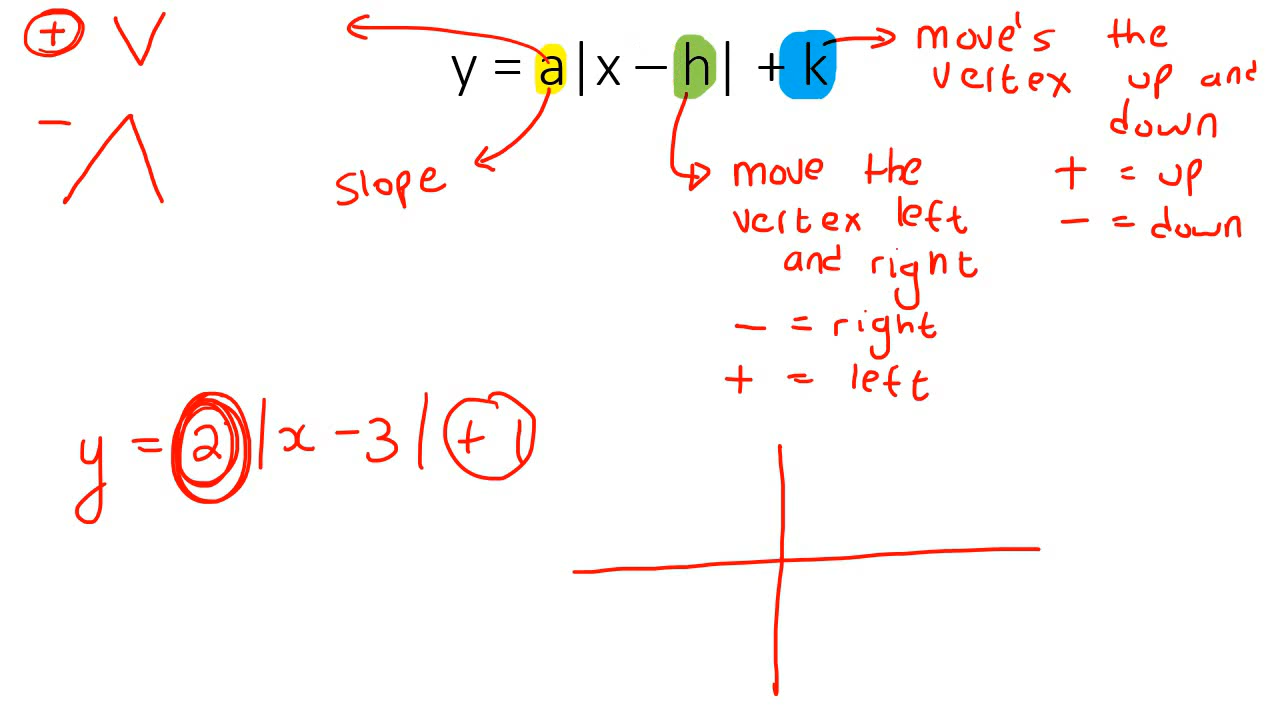 +
y = a|x − h| + k
-
slope
move's the
vertex up and
down
+ = up
- = down
move the
vertex left
and right
- = right
+ = left
y = 2|x - 3| + 1